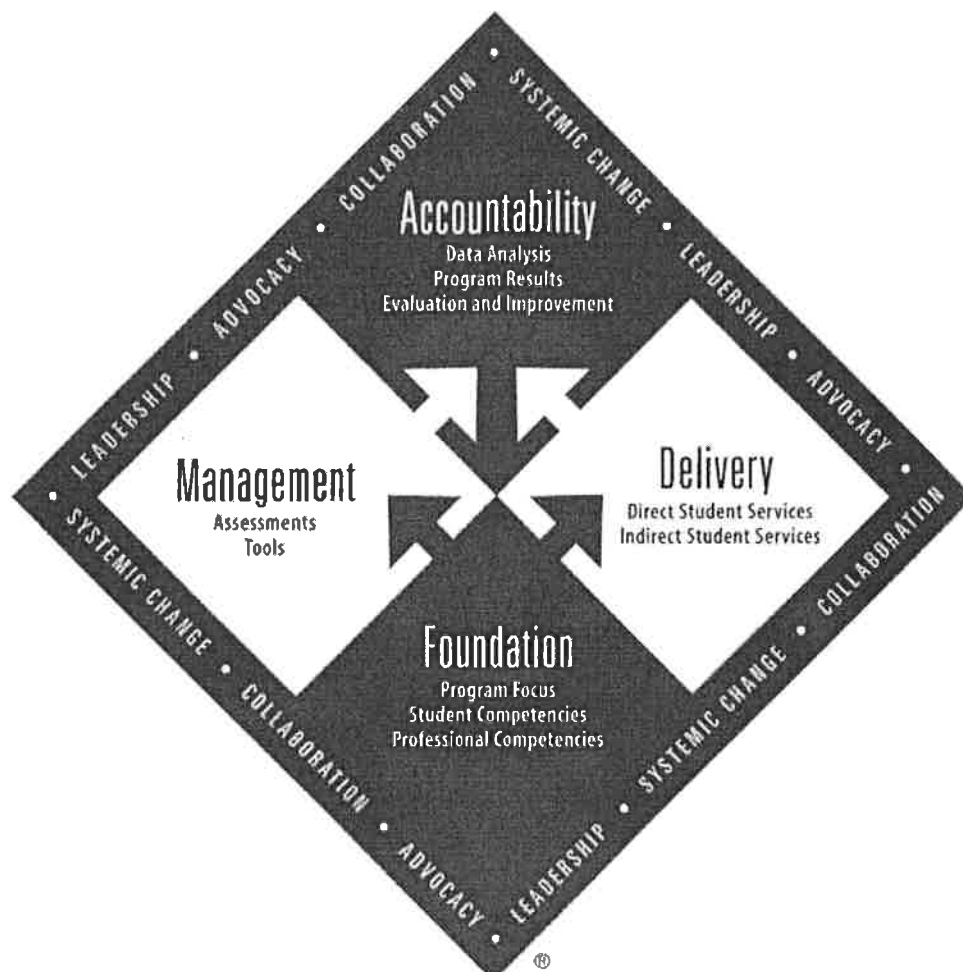 COLLABORATION
SYSTEMIC CHANGE
ADVOCACY
LEADERSHIP
LEADERSHIP
ADVOCACY
Accountability
Data Analysis
Program Results
Evaluation and Improvement
Management
Assessments
Tools
Delivery
Direct Student Services
Indirect Student Services
Foundation
Program Focus
Student Competencies
Professional Competencies
SYSTEMIC CHANGE
COLLABORATION
ADVOCACY
LEADERSHIP
SYSTEMIC CHANGE
COLLABORATION
®